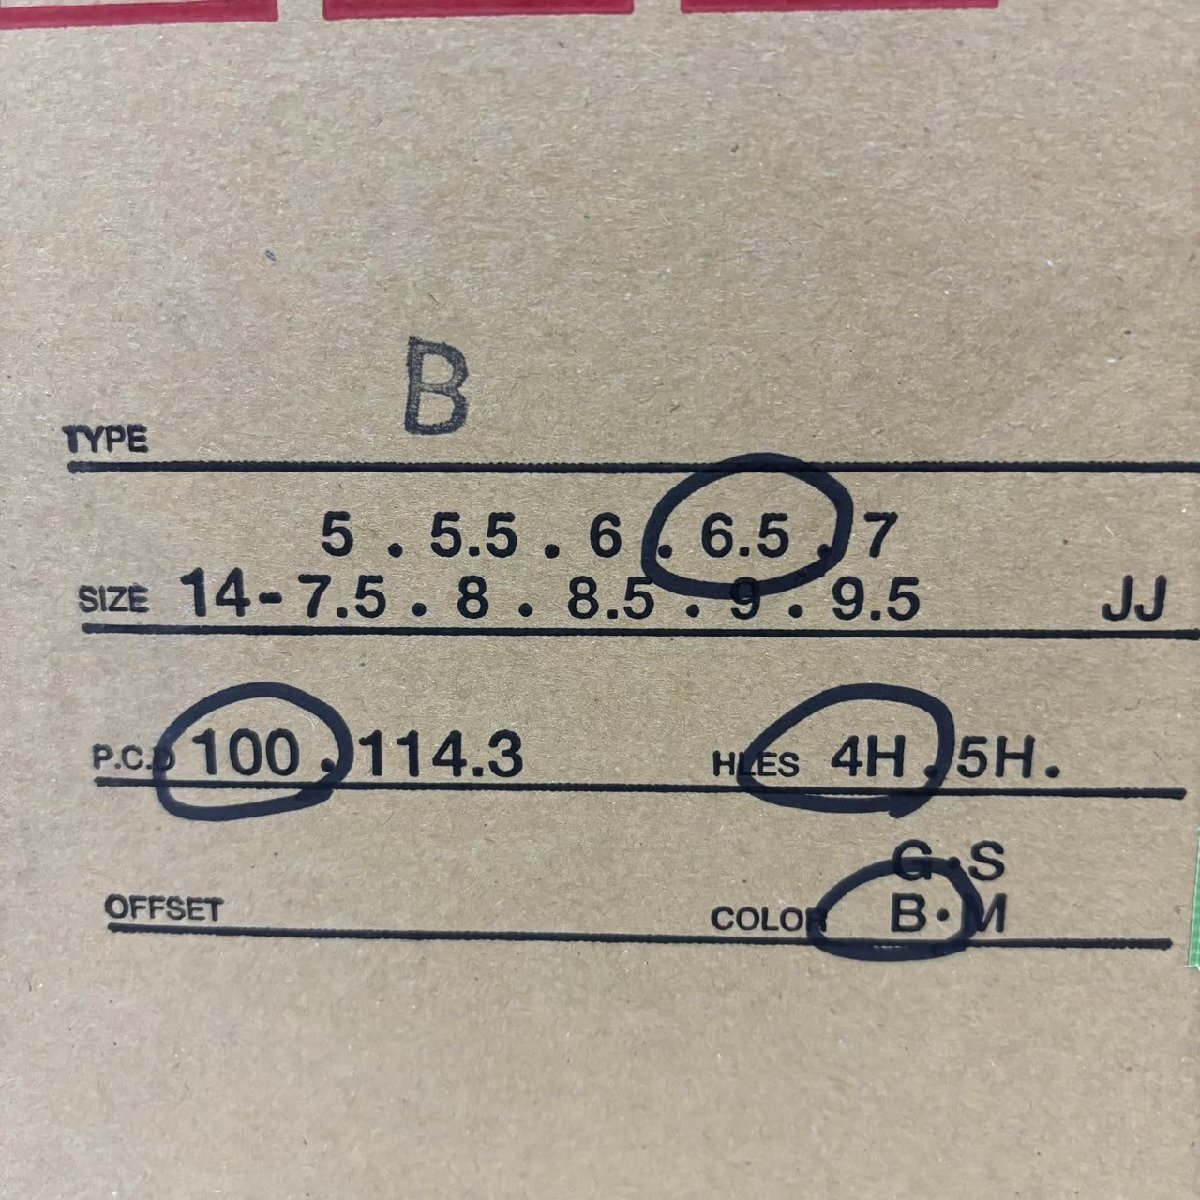 B
TYPE
5 . 5.5 . 6 . 6.5 . 7
SIZE 14-7.5 . 8 . 8.5 . 9 . 9.5 JJ
P.C.D 100 . 114.3 HLES 4H . 5H.
G·S
OFFSET COLOR B·M